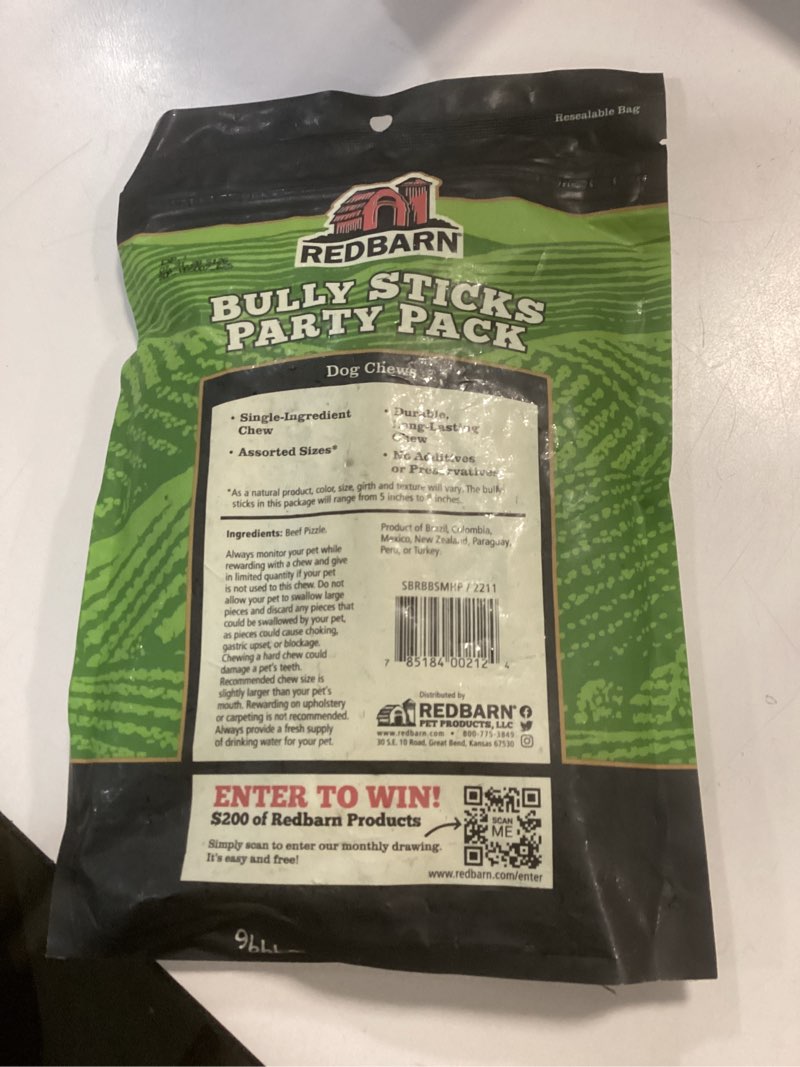 Resealable Bag
REDBARN
BULLY STICKS
PARTY PACK
Dog Chews
• Single-Ingredient
Chew
• Assorted Sizes*
• Durable,
Long-Lasting
Chew
• No Additives
or Preservatives
*As a natural product, color, size, girth and texture will vary. The bully
sticks in this package will range from 5 inches to inches.
Ingredients: Beef Pizzle.
Always monitor your pet while
rewarding with a chew and give
in limited quantity if your pet
is not used to this chew. Do not
allow your pet to swallow large
pieces and discard any pieces that
could be swallowed by your pet,
as pieces could cause choking,
gastric upset, or blockage.
Chewing a hard chew could
damage a pet's teeth.
Recommended chew size is
slightly larger than your pet's
mouth. Rewarding on upholstery
or carpeting is not recommended.
Always provide a fresh supply
of drinking water for your pet.
Product of Brazil, Colombia,
Mexico, New Zealand, Paraguay,
Peru, or Turkey.
SBRBBSMHP / 2211
7 85184 00212 4
Distributed by
REDBARN
PET PRODUCTS, LLC
www.redbarn.com • 800-775-3849
30 S.E. 10 Road, Great Bend, Kansas 67530
ENTER TO WIN!
$200 of Redbarn Products
Simply scan to enter our monthly drawing.
It's easy and free!
SCAN
ME
www.redbarn.com/enter